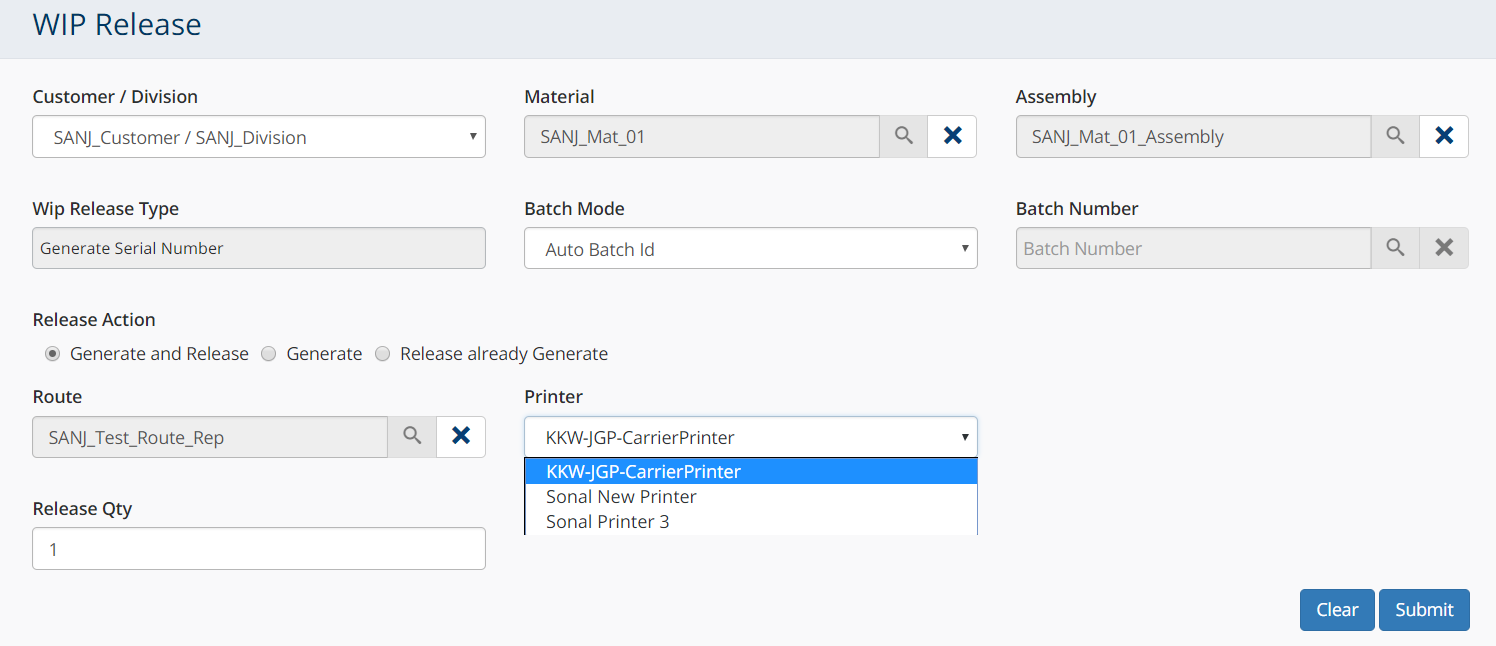 WIP Release
Customer / Division
Material
Assembly
SANJ_Customer / SANJ_Division
SANJ_Mat_01
SANJ_Mat_01_Assembly
Wip Release Type
Batch Mode
Batch Number
Generate Serial Number
Auto Batch Id
Batch Number
Release Action
Generate and Release
Generate
Release already Generate
Route
Printer
SANJ_Test_Route_Rep
KKW-JGP-CarrierPrinter
KKW-JGP-CarrierPrinter
Sonal New Printer
Sonal Printer 3
Release Qty
1
Clear
Submit